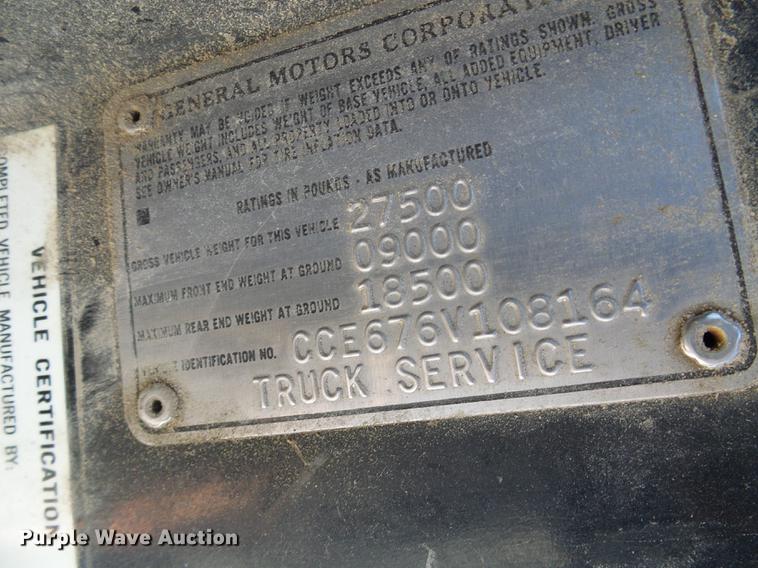 GENERAL MOTORS CORPORATION
WARRANTY MAY BE VOIDED IF WEIGHT EXCEEDS ANY OF RATINGS SHOWN. GROSS
VEHICLE WEIGHT INCLUDES WEIGHT OF BASE VEHICLE, ALL ADDED EQUIPMENT, DRIVER
AND PASSENGERS, AND ALL PROPERTY LOADED INTO OR ONTO VEHICLE.
SEE OWNER'S MANUAL FOR TIRE INFLATION DATA.
RATINGS IN POUNDS - AS MANUFACTURED
GROSS VEHICLE WEIGHT FOR THIS VEHICLE 27500
MAXIMUM FRONT END WEIGHT AT GROUND 09000
MAXIMUM REAR END WEIGHT AT GROUND 18500
IDENTIFICATION NO. CCE676V108164
TRUCK SERVICE
VEHICLE CERTIFICATION
COMPLETED VEHICLE MANUFACTURED BY:
Purple Wave Auction